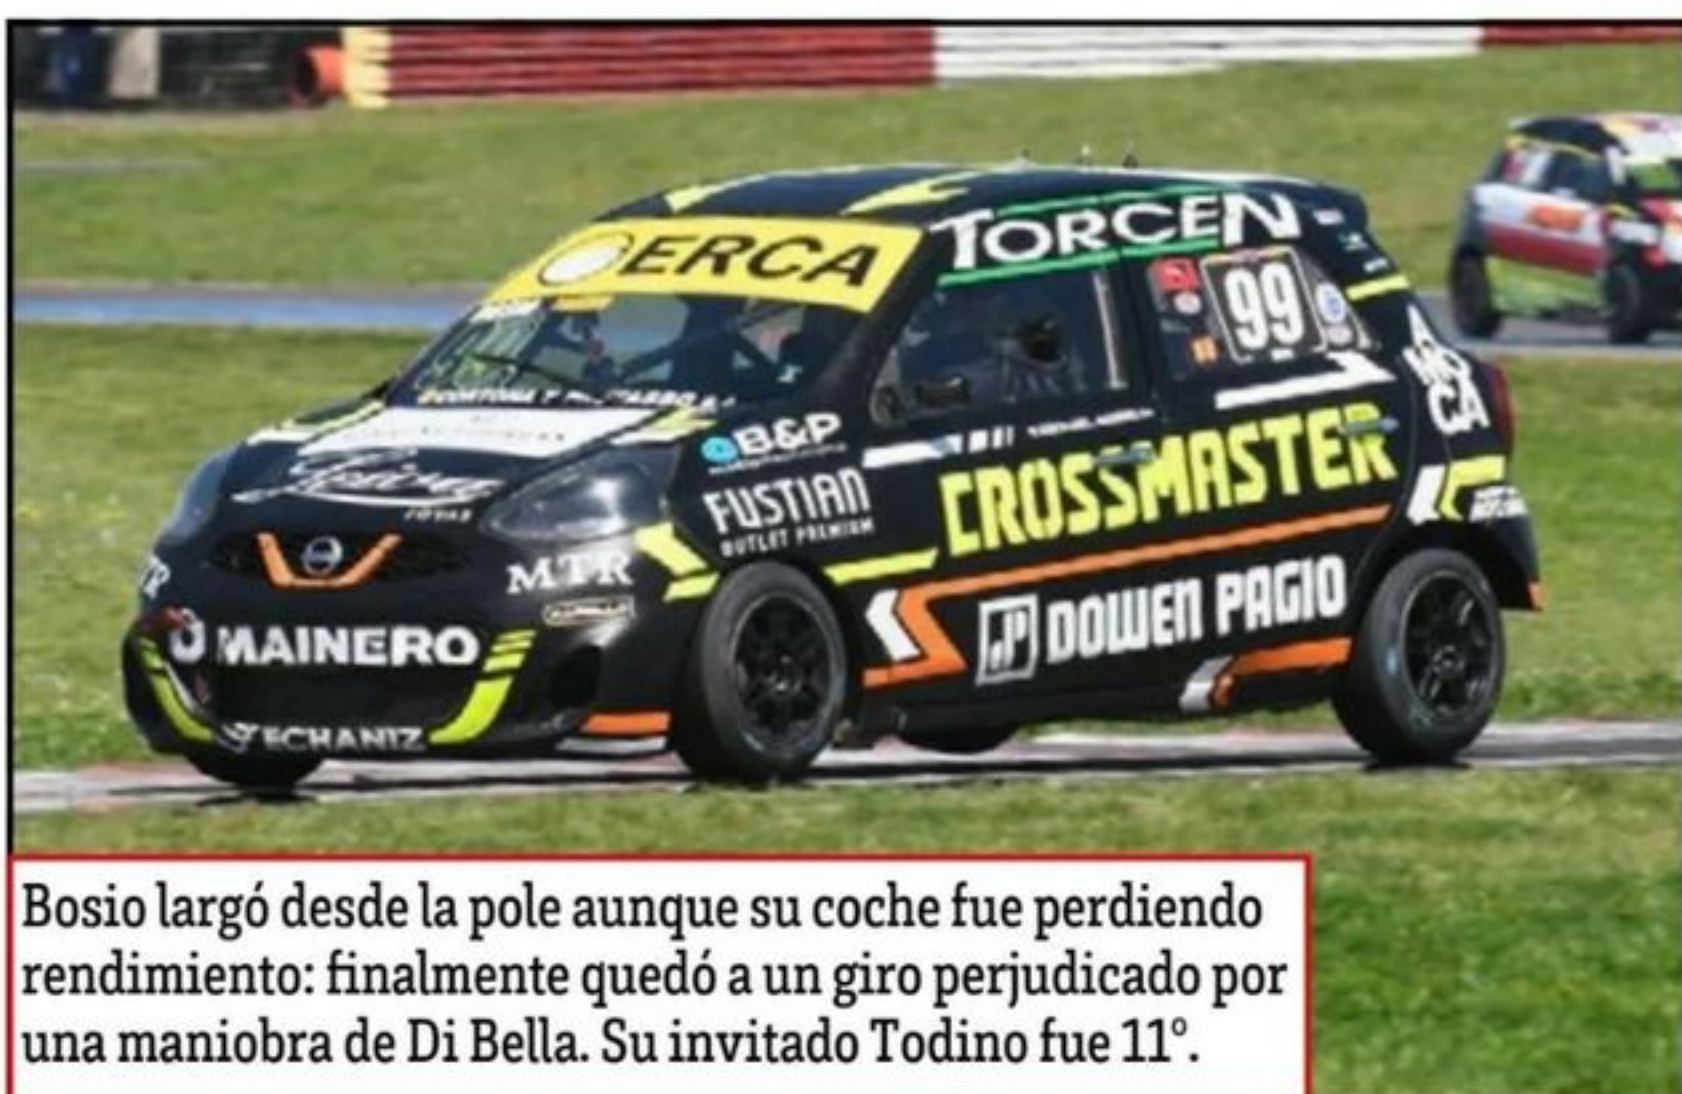 ERCA
TORCEN
99
B&P
FUSTIAN
OUTLET PREMIUM
CROSSMASTER
MTR
MAINERO
DOWEN PAGIO
ECHANIZ
Bosio largó desde la pole aunque su coche fue perdiendo
rendimiento: finalmente quedó a un giro perjudicado por
una maniobra de Di Bella. Su invitado Todino fue 11°.